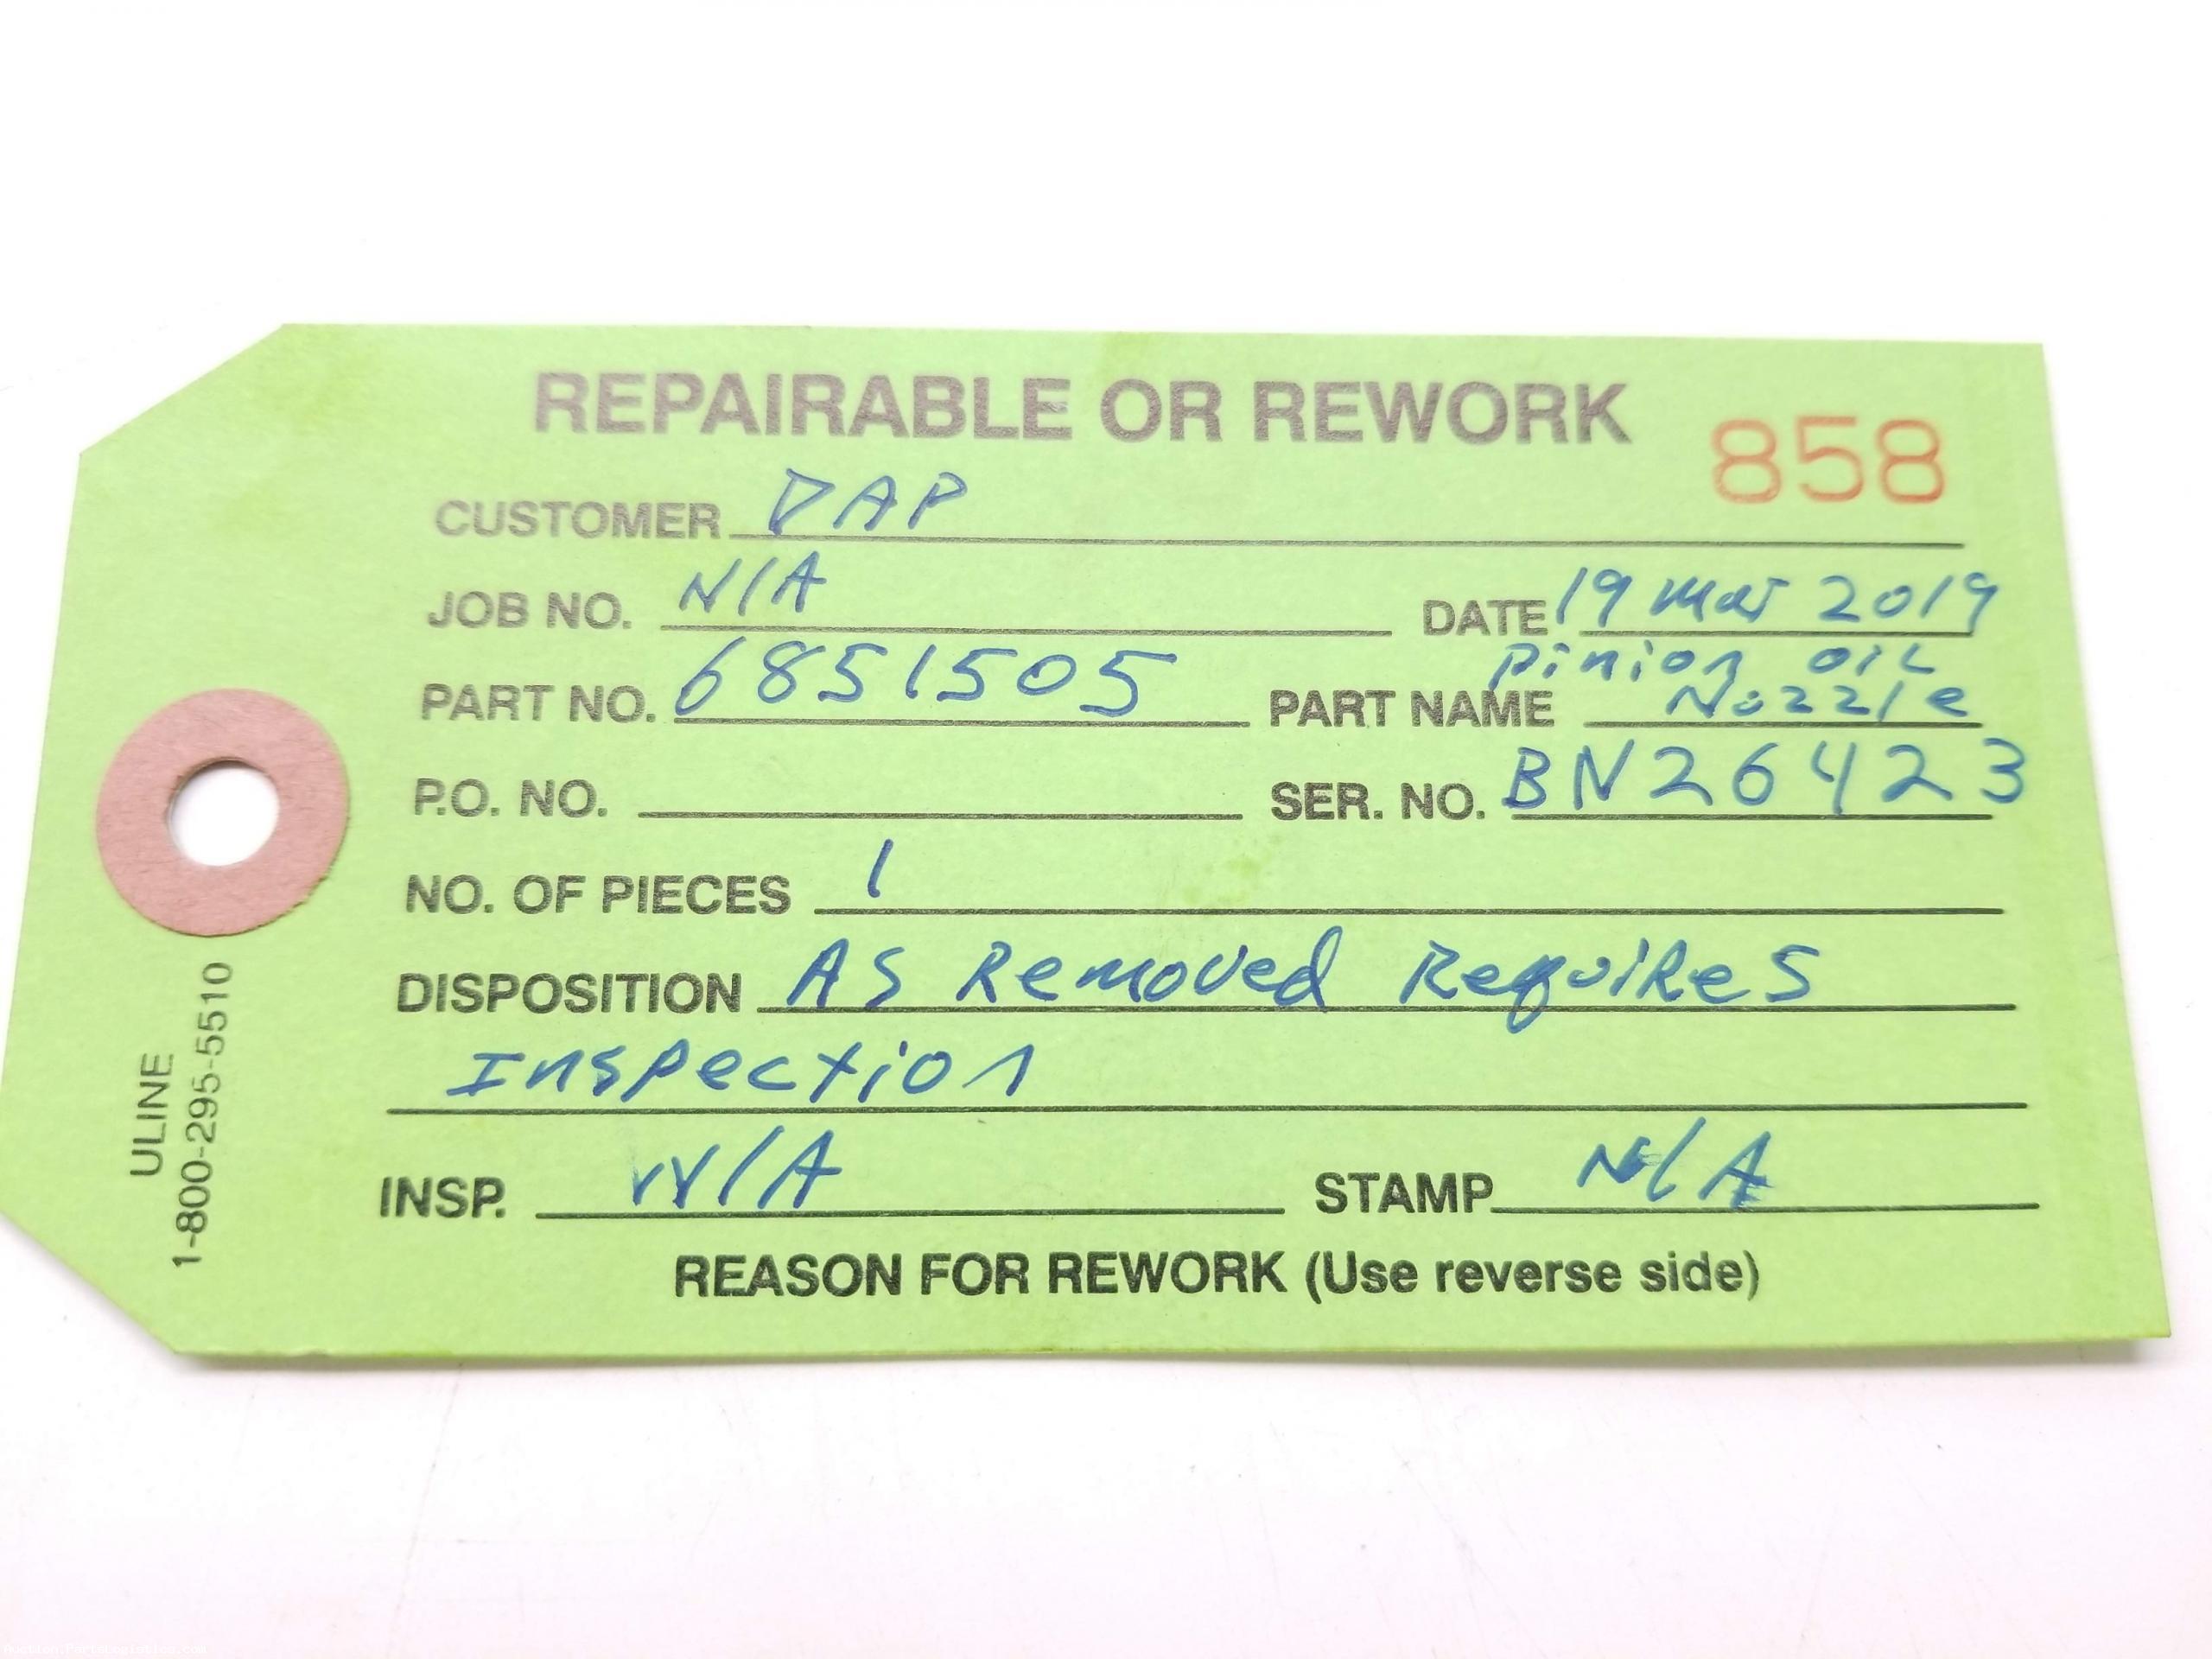 REPAIRABLE OR REWORK 858
CUSTOMER DAP
JOB NO. N/A DATE 19 Mar 2019
PART NO. 6851505 PART NAME Pinion OIL Nozzle
P.O. NO. SER. NO. BN26423
NO. OF PIECES 1
DISPOSITION AS Removed Requires
Inspection
INSP. N/A STAMP N/A
REASON FOR REWORK (Use reverse side)
ULINE
1-800-295-5510